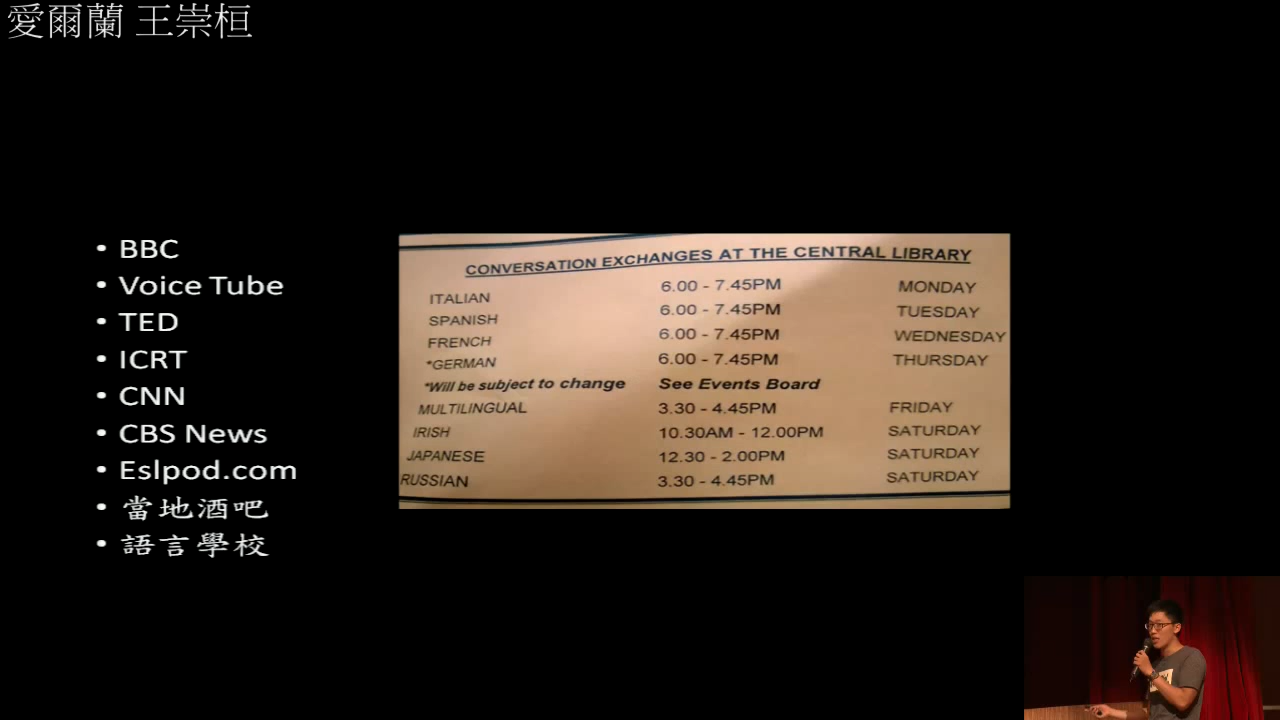 愛爾蘭 王崇桓
• BBC
• Voice Tube
• TED
• ICRT
• CNN
• CBS News
• Eslpod.com
• 當地酒吧
• 語言學校
CONVERSATION EXCHANGES AT THE CENTRAL LIBRARY
ITALIAN 6.00 - 7.45PM MONDAY
SPANISH 6.00 - 7.45PM TUESDAY
FRENCH 6.00 - 7.45PM WEDNESDAY
*GERMAN 6.00 - 7.45PM THURSDAY
*Will be subject to change See Events Board
MULTILINGUAL 3.30 - 4.45PM FRIDAY
IRISH 10.30AM - 12.00PM SATURDAY
JAPANESE 12.30 - 2.00PM SATURDAY
RUSSIAN 3.30 - 4.45PM SATURDAY